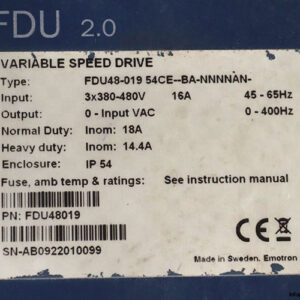 FDU 2.0
VARIABLE SPEED DRIVE
Type: FDU48-019 54CE--BA-NNNNAN-
Input: 3x380-480V 16A 45 - 65Hz
Output: 0 - Input VAC 0 - 400Hz
Normal Duty: Inom: 18A
Heavy duty: Inom: 14.4A
Enclosure: IP 54
Fuse, amb temp & ratings: See instruction manual
PN: FDU48019
SN-AB0922010099
CE
Made in Sweden, Emotron